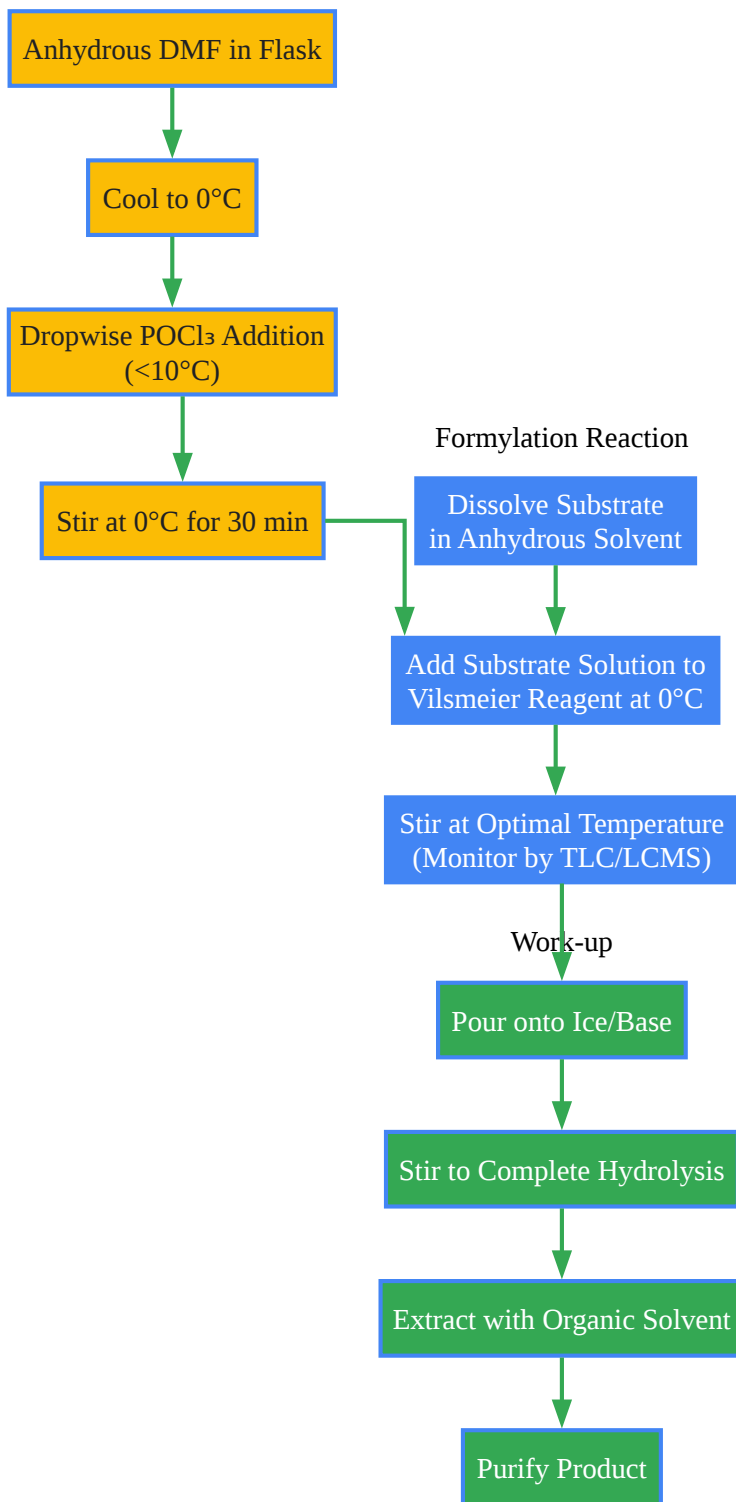 Anhydrous DMF in Flask
Cool to 0°C
Dropwise POCl₃ Addition
(<10°C)
Stir at 0°C for 30 min
Formylation Reaction
Dissolve Substrate
in Anhydrous Solvent
Add Substrate Solution to
Vilsmeier Reagent at 0°C
Stir at Optimal Temperature
(Monitor by TLC/LCMS)
Work-up
Pour onto Ice/Base
Stir to Complete Hydrolysis
Extract with Organic Solvent
Purify Product